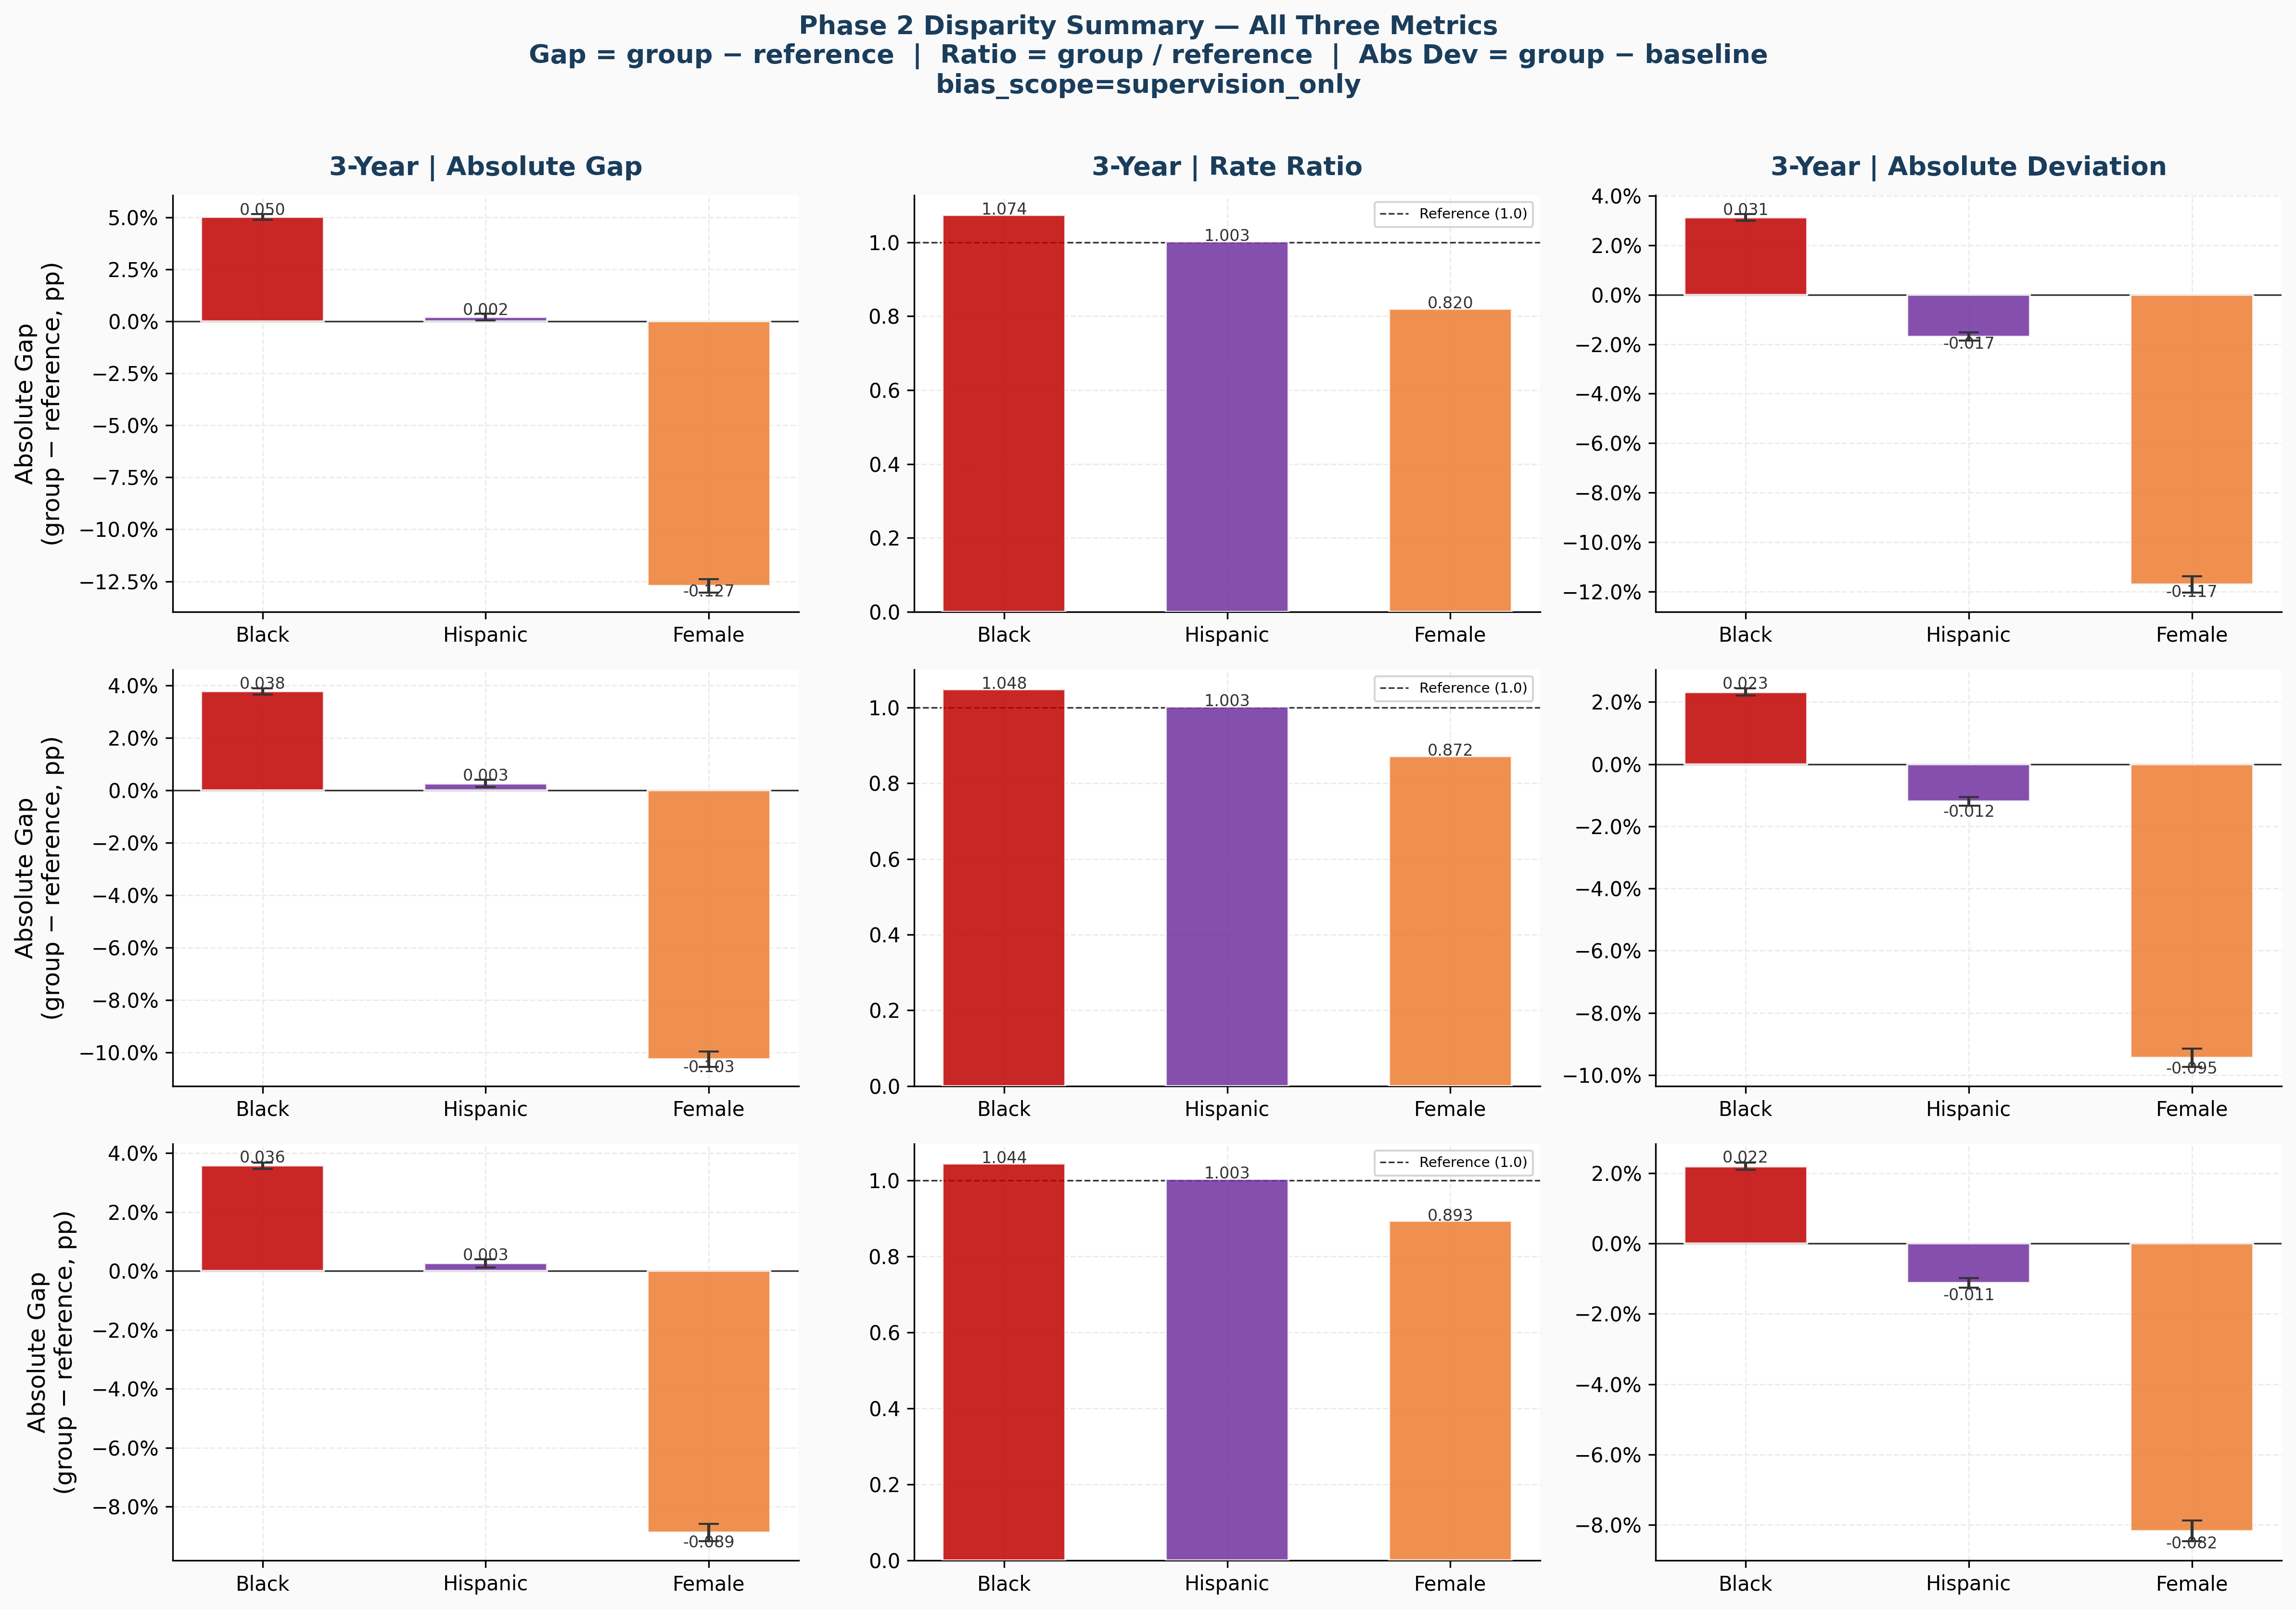 Phase 2 Disparity Summary — All Three Metrics
Gap = group − reference | Ratio = group / reference | Abs Dev = group − baseline
bias_scope=supervision_only
3-Year | Absolute Gap
Absolute Gap
(group − reference, pp)
5.0%
2.5%
0.0%
−2.5%
−5.0%
−7.5%
−10.0%
−12.5%
0.050
0.002
-0.127
Black
Hispanic
Female
3-Year | Rate Ratio
1.0
0.8
0.6
0.4
0.2
0.0
1.074
1.003
0.820
Reference (1.0)
Black
Hispanic
Female
3-Year | Absolute Deviation
4.0%
2.0%
0.0%
−2.0%
−4.0%
−6.0%
−8.0%
−10.0%
−12.0%
0.031
-0.017
-0.117
Black
Hispanic
Female
Absolute Gap
(group − reference, pp)
4.0%
2.0%
0.0%
−2.0%
−4.0%
−6.0%
−8.0%
−10.0%
0.038
0.003
-0.103
Black
Hispanic
Female
1.0
0.8
0.6
0.4
0.2
0.0
1.048
1.003
0.872
Reference (1.0)
Black
Hispanic
Female
2.0%
0.0%
−2.0%
−4.0%
−6.0%
−8.0%
−10.0%
0.023
-0.012
-0.095
Black
Hispanic
Female
Absolute Gap
(group − reference, pp)
4.0%
2.0%
0.0%
−2.0%
−4.0%
−6.0%
−8.0%
0.036
0.003
-0.089
Black
Hispanic
Female
1.0
0.8
0.6
0.4
0.2
0.0
1.044
1.003
0.893
Reference (1.0)
Black
Hispanic
Female
2.0%
0.0%
−2.0%
−4.0%
−6.0%
−8.0%
0.022
-0.011
-0.082
Black
Hispanic
Female